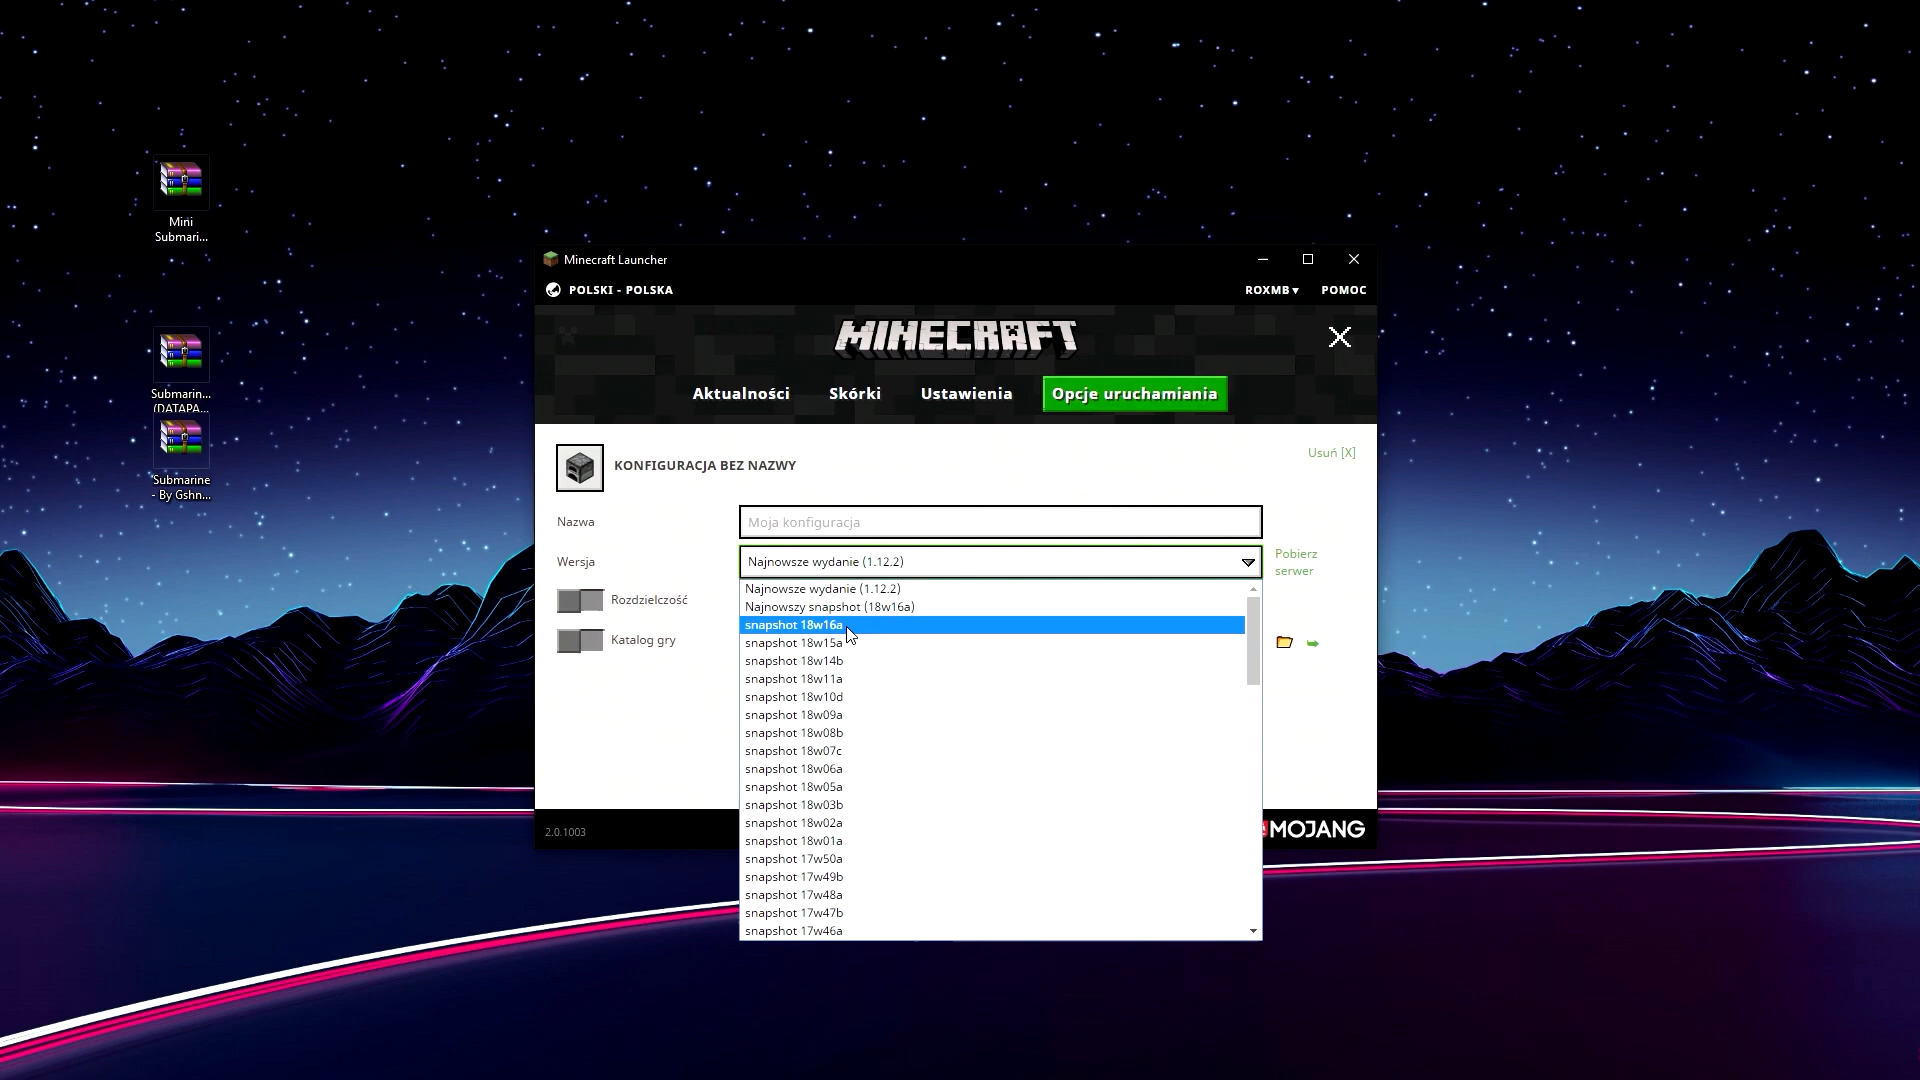 Mini
Submari...
Submarin...
(DATAPA...
Submarine
- By Gshn...
Minecraft Launcher
POLSKI - POLSKA
ROXMB
POMOC
MINECRAFT
Aktualności
Skórki
Ustawienia
Opcje uruchamiania
KONFIGURACJA BEZ NAZWY
Usuń [X]
Nazwa
Moja konfiguracja
Wersja
Najnowsze wydanie (1.12.2)
Pobierz
serwer
Rozdzielczość
Katalog gry
Najnowsze wydanie (1.12.2)
Najnowszy snapshot (18w16a)
snapshot 18w16a
snapshot 18w15a
snapshot 18w14b
snapshot 18w11a
snapshot 18w10d
snapshot 18w09a
snapshot 18w08b
snapshot 18w07c
snapshot 18w06a
snapshot 18w05a
snapshot 18w03b
snapshot 18w02a
snapshot 18w01a
snapshot 17w50a
snapshot 17w49b
snapshot 17w48a
snapshot 17w47b
snapshot 17w46a
2.0.1003
MOJANG